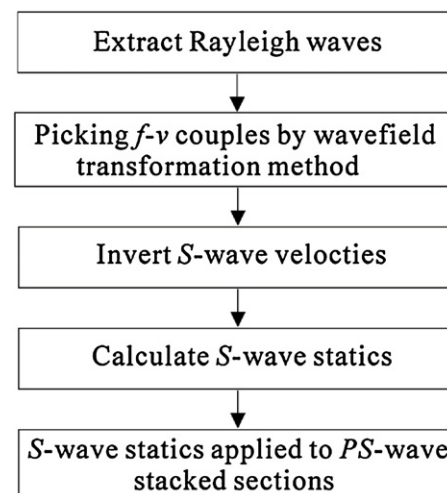 Extract Rayleigh waves
Picking f-v couples by wavefield
transformation method
Invert S-wave velocties
Calculate S-wave statics
S-wave statics applied to PS-wave
stacked sections